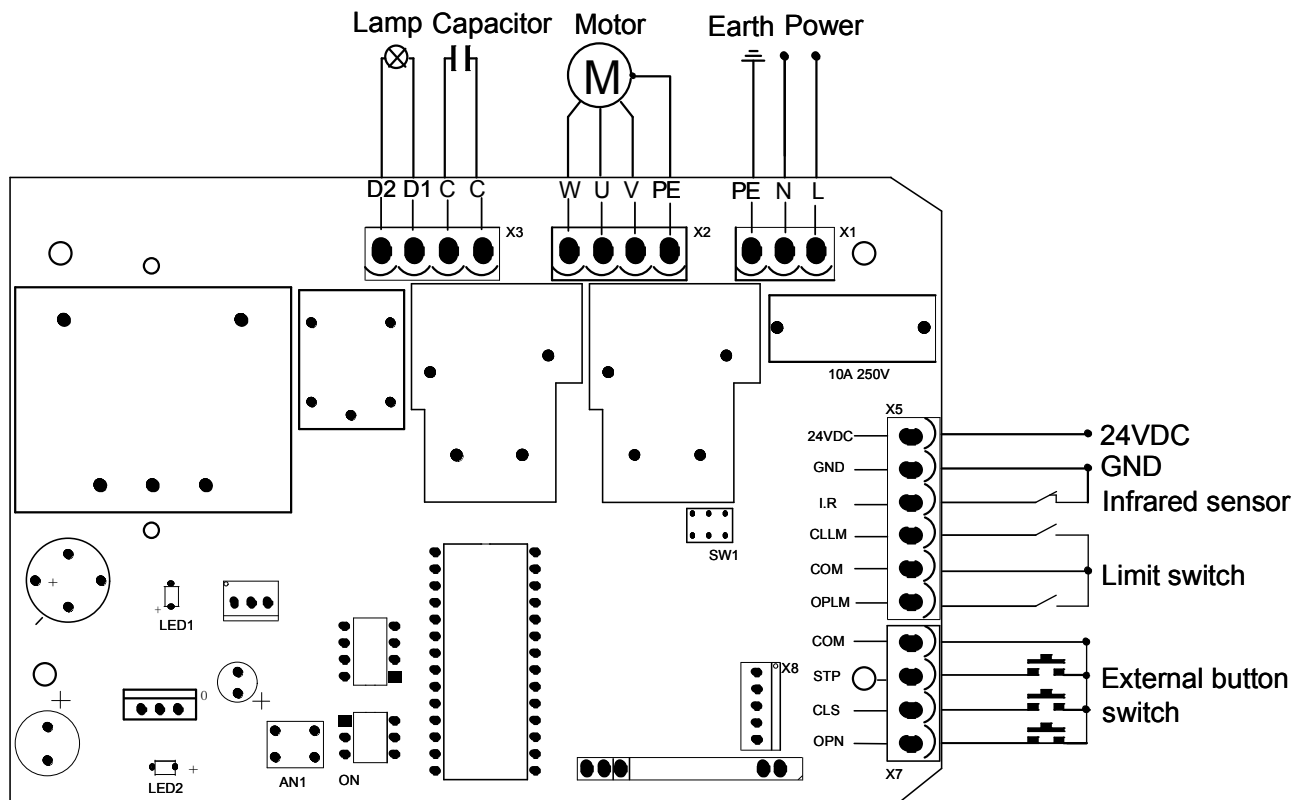 Lamp Capacitor Motor Earth Power
M
D2 D1 C C W U V PE PE N L
X3 X2 X1
10A 250V
X5
24VDC 24VDC
GND GND
I.R Infrared sensor
CLLM
COM Limit switch
OPLM
SW1
+
+ LED1
COM
STP External button
CLS switch
OPN
X7
X8
+ + 0
LED2 +
AN1 ON